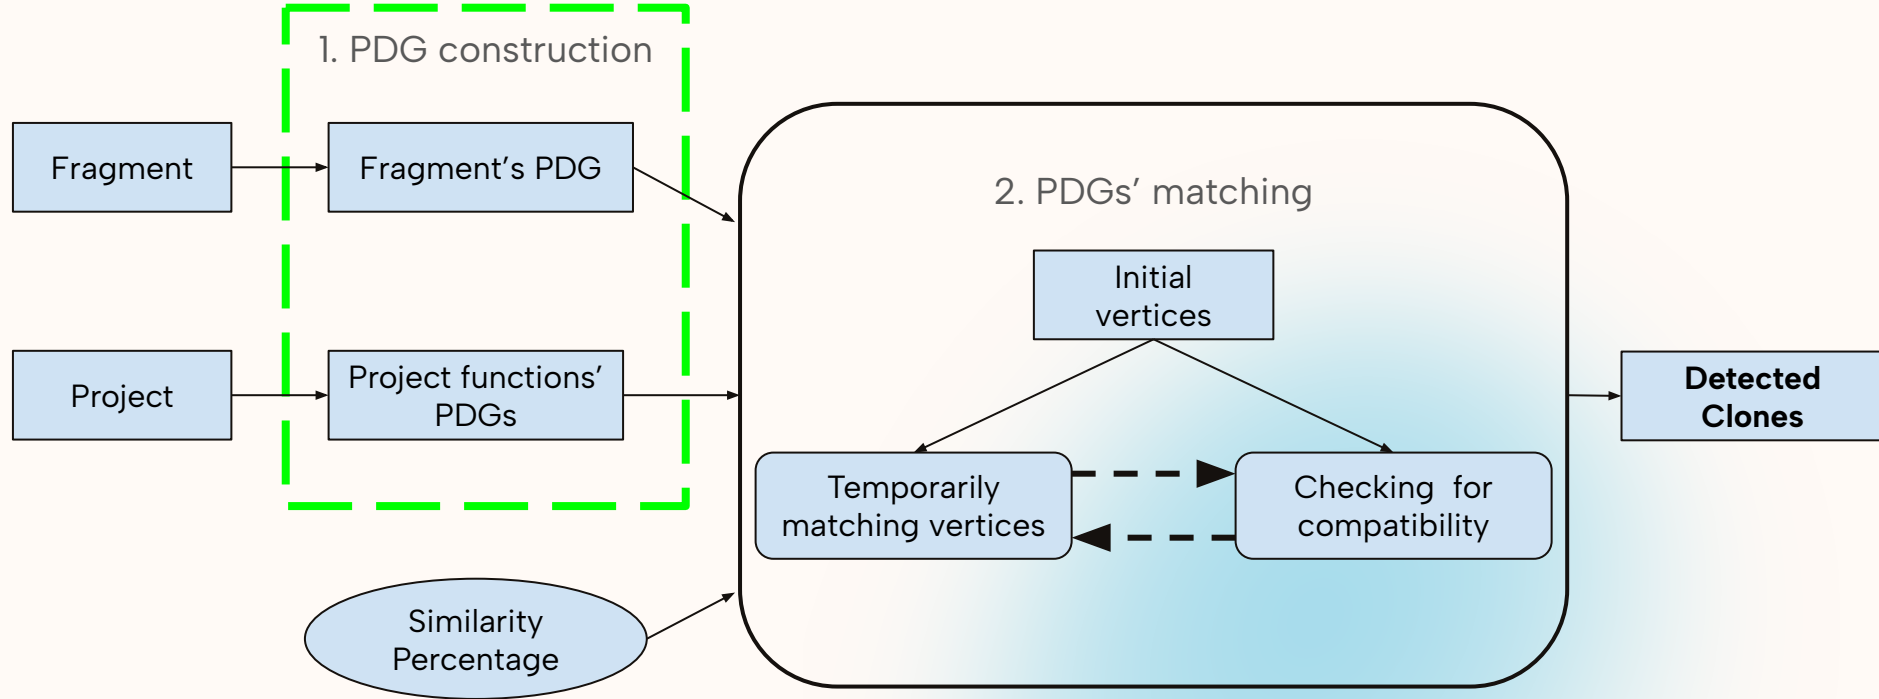 1. PDG construction
Fragment
Fragment’s PDG
Project
Project functions’
PDGs
Similarity
Percentage
2. PDGs’ matching
Initial
vertices
Temporarily
matching vertices
Checking for
compatibility
Detected
Clones